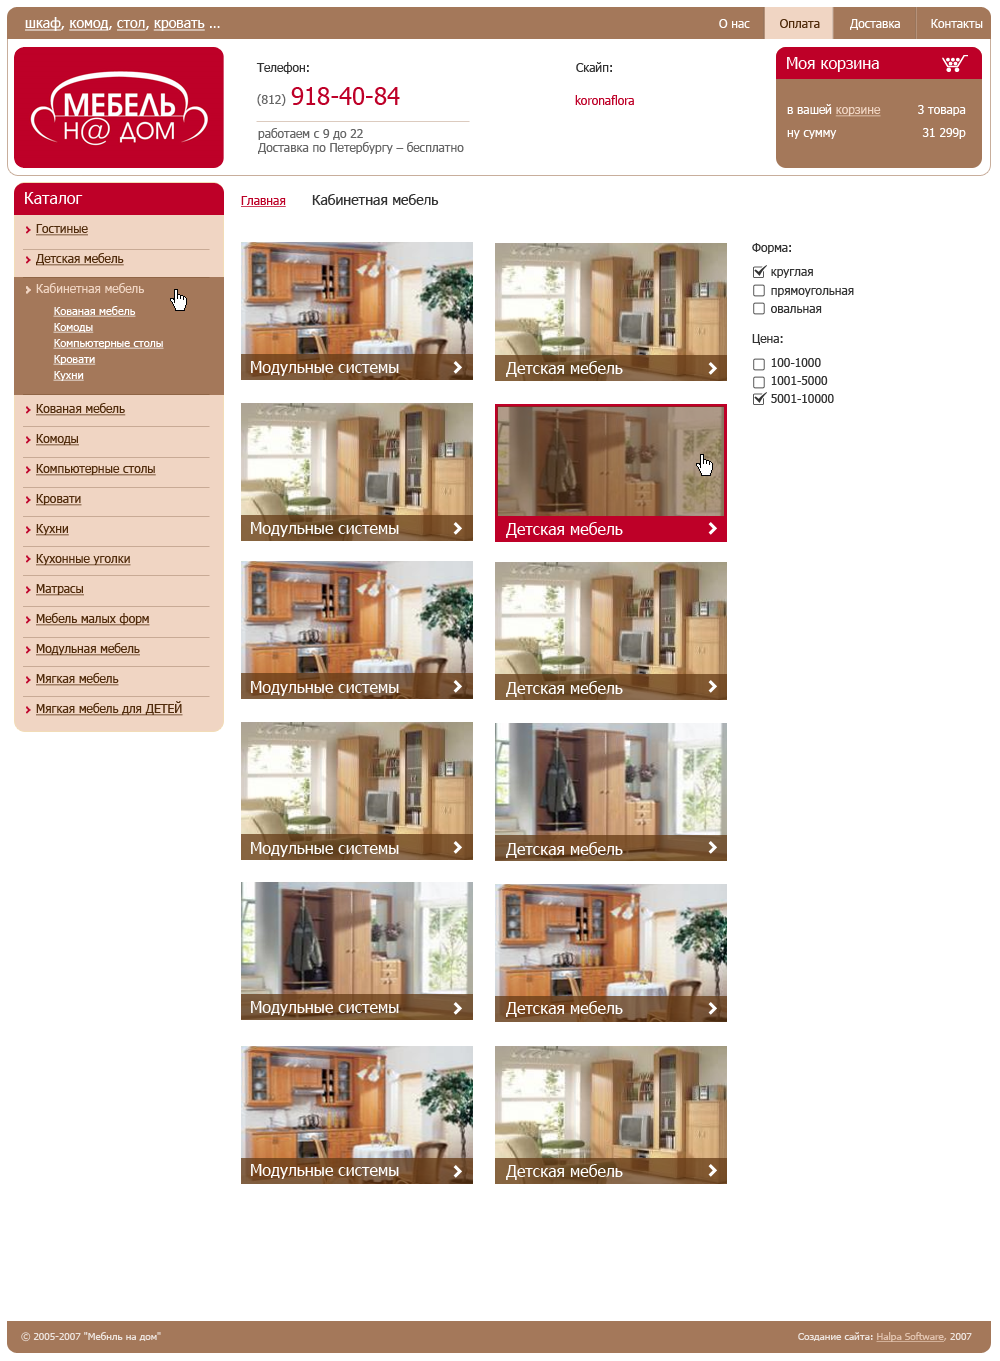 шкаф, комод, стол, кровать ...
О нас
Оплата
Доставка
Контакты
МЕБЕЛЬ
Н@ ДОМ
Телефон:
(812) 918-40-84
работаем с 9 до 22
Доставка по Петербургу – бесплатно
Скайп:
koronaflora
Моя корзина
в вашей корзине 3 товара
ну сумму 31 299р
Каталог
Гостиные
Детская мебель
Кабинетная мебель
Кованая мебель
Комоды
Компьютерные столы
Кровати
Кухни
Кованая мебель
Комоды
Компьютерные столы
Кровати
Кухни
Кухонные уголки
Матрасы
Мебель малых форм
Модульная мебель
Мягкая мебель
Мягкая мебель для ДЕТЕЙ
Главная Кабинетная мебель
Модульные системы
Детская мебель
Модульные системы
Детская мебель
Модульные системы
Детская мебель
Модульные системы
Детская мебель
Модульные системы
Детская мебель
Модульные системы
Детская мебель
Форма:
круглая
прямоугольная
овальная
Цена:
100-1000
1001-5000
5001-10000
© 2005-2007 "Мебнль на дом"
Создание сайта: Halpa Software, 2007